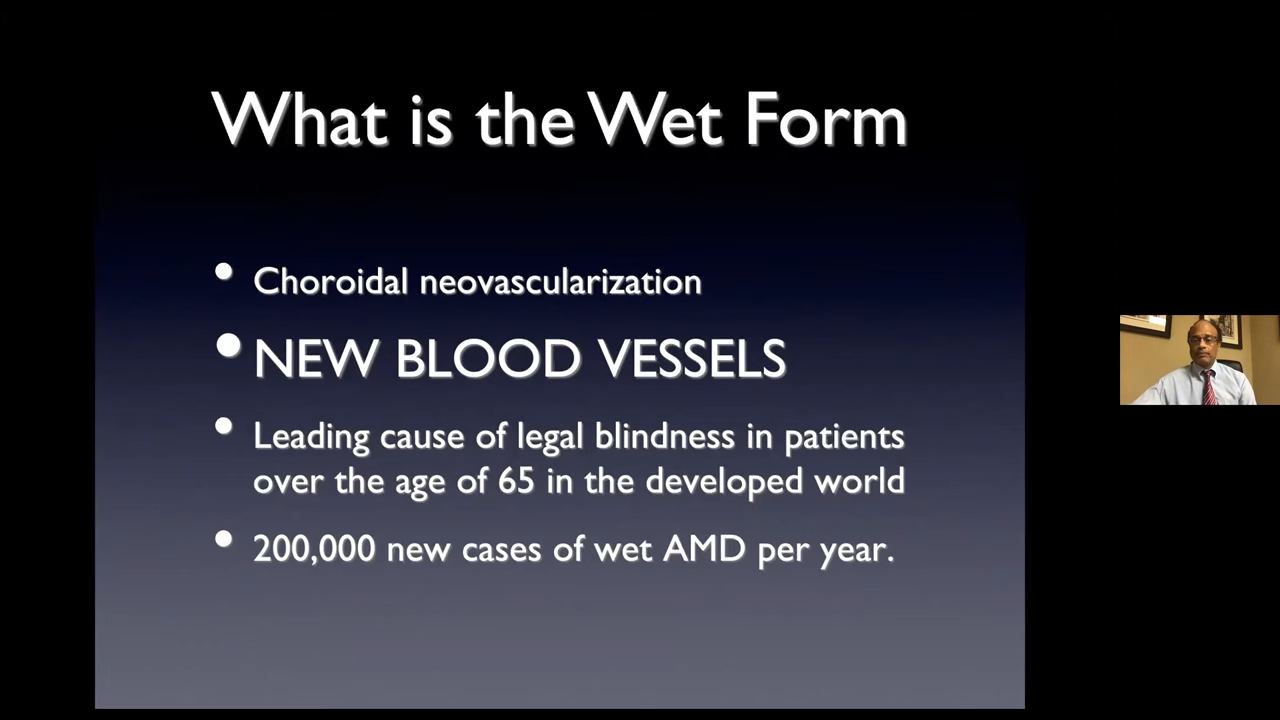 What is the Wet Form
• Choroidal neovascularization
• NEW BLOOD VESSELS
• Leading cause of legal blindness in patients
over the age of 65 in the developed world
• 200,000 new cases of wet AMD per year.